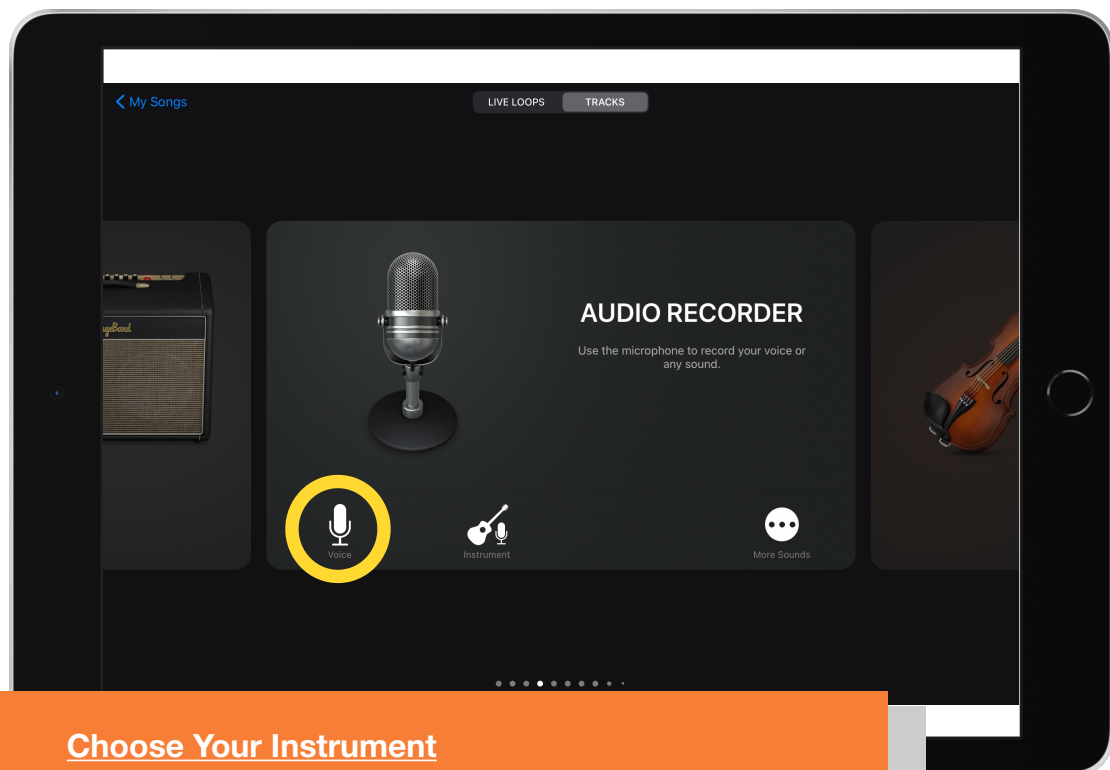 My Songs
LIVE LOOPS TRACKS
AUDIO RECORDER
Use the microphone to record your voice or
any sound.
Voice Instrument More Sounds
Choose Your Instrument